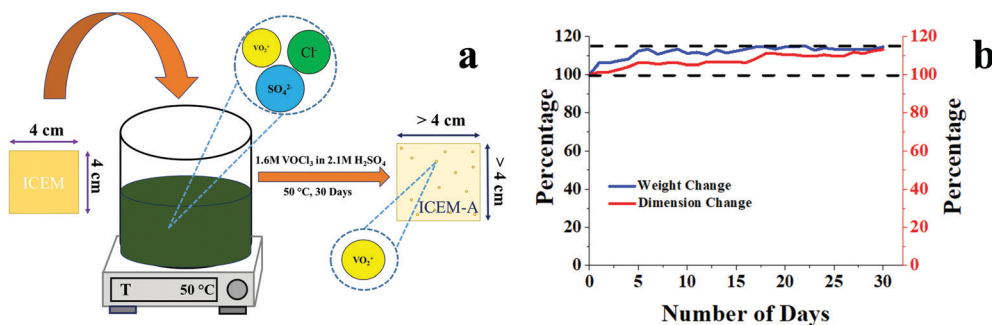 a
VO₂⁺
Cl⁻
SO₄²⁻
4 cm
ICEM
4 cm
1.6M VOCl₃ in 2.1M H₂SO₄
50 °C, 30 Days
> 4 cm
ICEM-A
> 4 cm
VO₂⁺
T 50 °C
b
Percentage
120
100
80
60
40
20
0
Weight Change
Dimension Change
0 5 10 15 20 25 30
Number of Days
120
100
80
60
40
20
0
Percentage